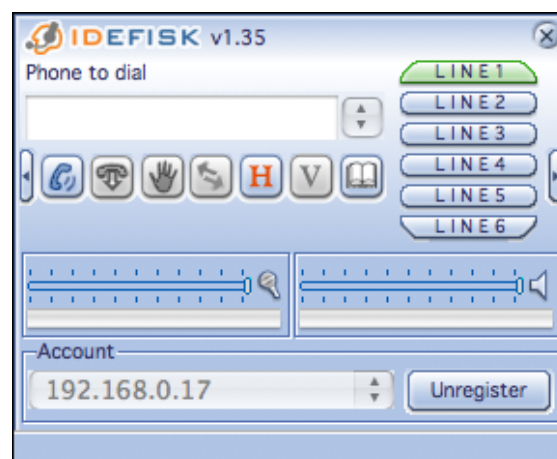 IDEFISK v1.35
Phone to dial
LINE1
LINE2
LINE3
LINE4
LINE5
LINE6
H
V
Account
192.168.0.17
Unregister